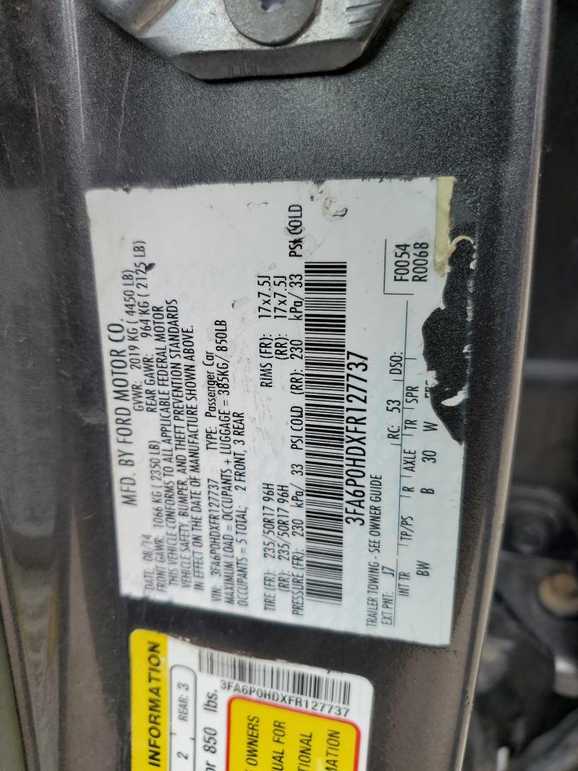 MFD. BY FORD MOTOR CO.
DATE: 08/14 GVWR: 2019 KG ( 4450 LB)
FRONT GAWR: 1066 KG (2350 LB) REAR GAWR: 964 KG ( 2125 LB)
THIS VEHICLE CONFORMS TO ALL APPLICABLE FEDERAL MOTOR
VEHICLE SAFETY, BUMPER, AND THEFT PREVENTION STANDARDS
IN EFFECT ON THE DATE OF MANUFACTURE SHOWN ABOVE.
VIN: 3FA6P0HDXFR127737 TYPE: Passenger Car
MAXIMUM LOAD = OCCUPANTS + LUGGAGE = 385KG/ 850LB
OCCUPANTS = 5 TOTAL; 2 FRONT, 3 REAR
TIRE (FR): 235/50R17 96H RIMS (FR): 17x7.5J
(RR): 235/50R17 96H (RR): 17x7.5J
PRESSURE (FR): 230 kPa/ 33 PSI COLD (RR): 230 kPa/ 33 PSI COLD
3FA6P0HDXFR127737
TRAILER TOWING - SEE OWNER GUIDE
F0054
R0068
EXT PNT: J7 RC: 53 DSO:
INT TR TP/PS R AXLE TR SPR
BW B 30 W
INFORMATION
2 REAR: 3
or 850 lbs.
3FA6P0HDXFR127737
OWNERS
FOR